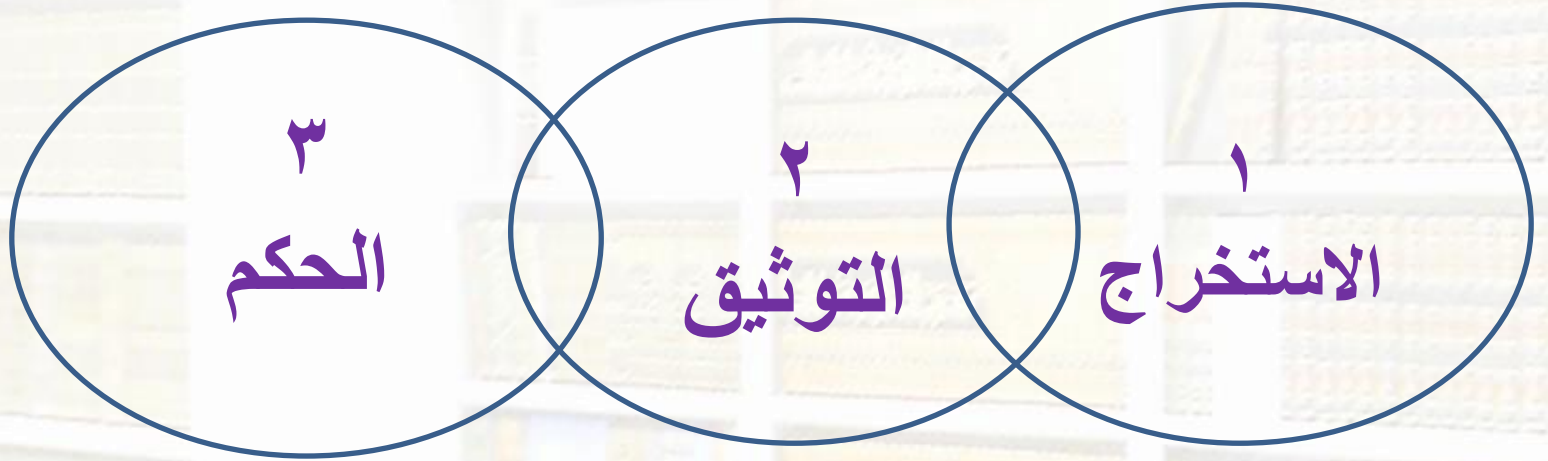 ١
الاستخراج
٢
التوثيق
٣
الحكم